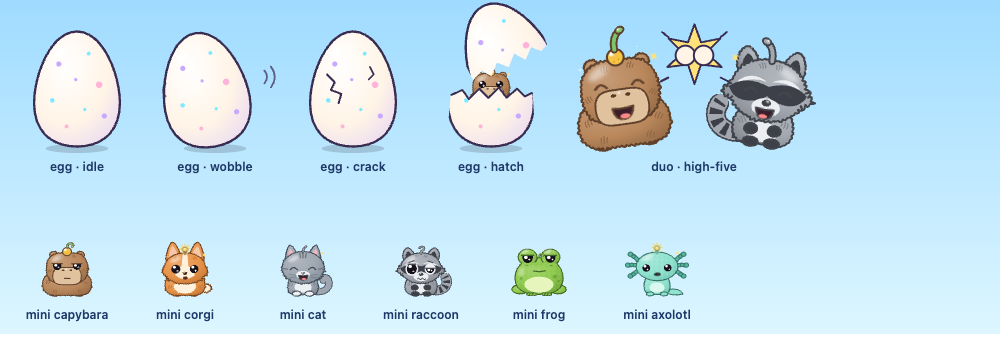 egg · idle
egg · wobble
egg · crack
egg · hatch
duo · high-five
mini capybara
mini corgi
mini cat
mini raccoon
mini frog
mini axolotl